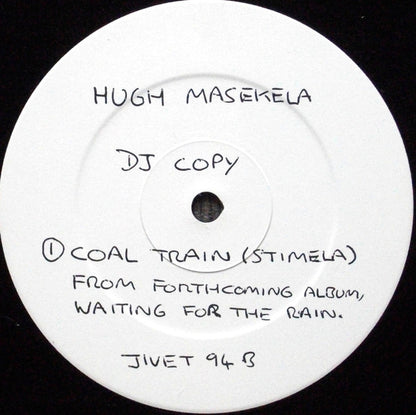 HUGH MASEKELA
DJ COPY
① COAL TRAIN (STIMELA)
FROM FORTHCOMING ALBUM,
WAITING FOR THE RAIN.
JIVET 94 B